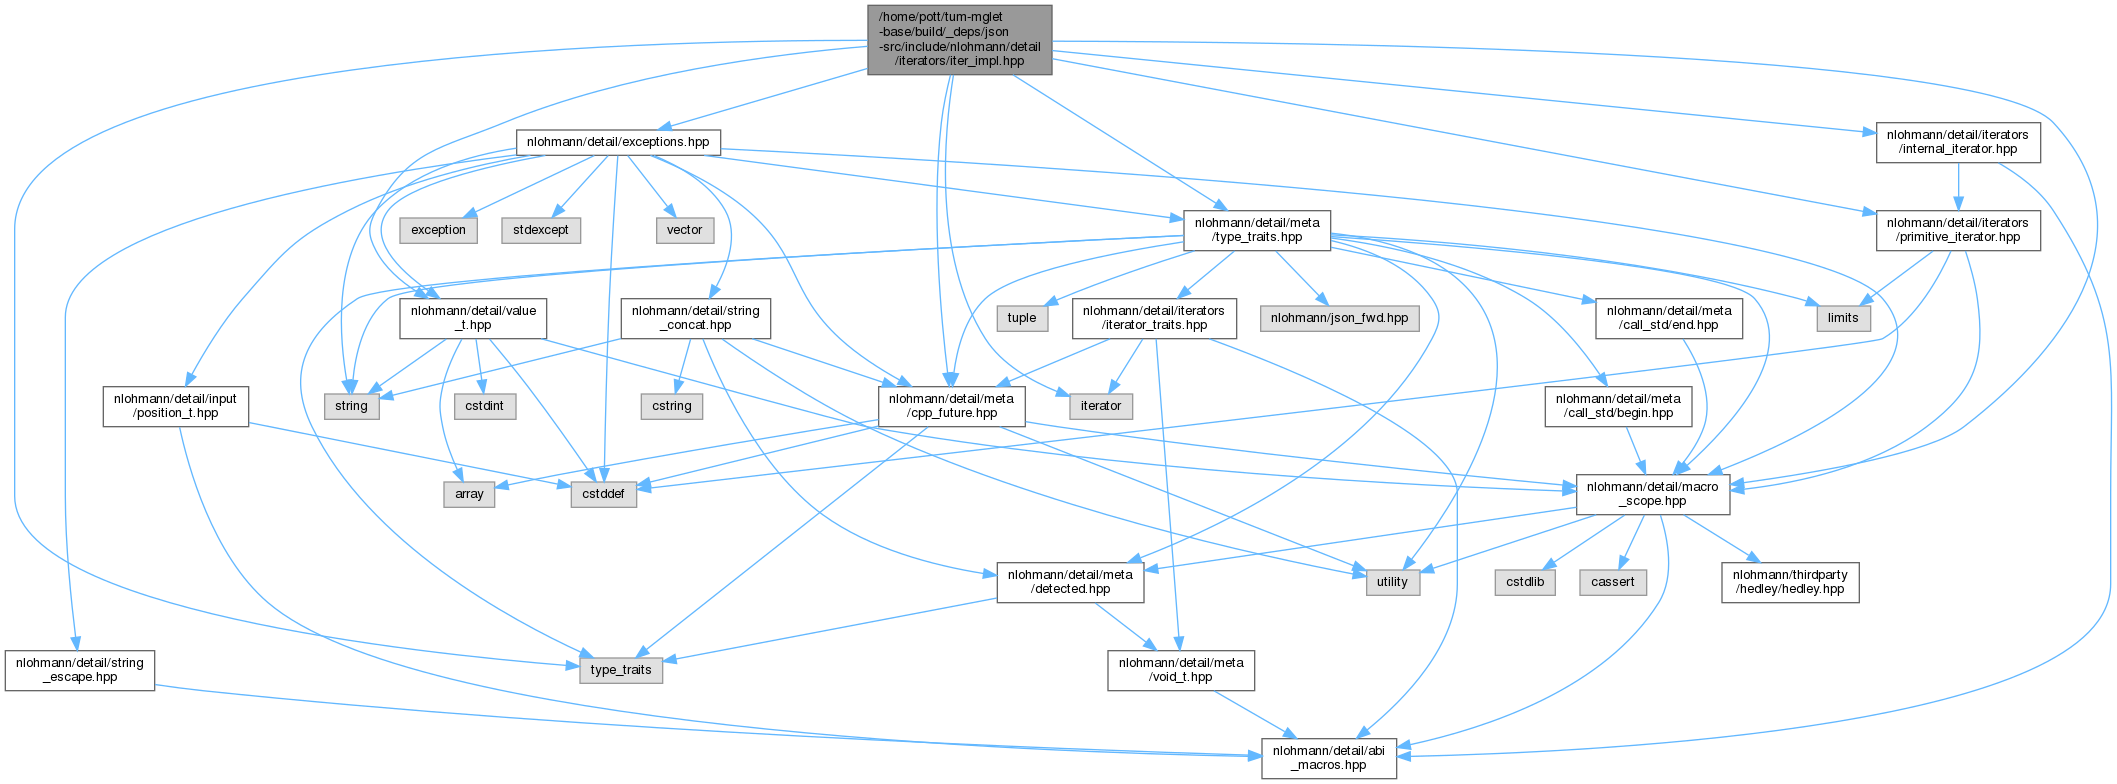 /home/pott/tum-mglet
-base/build/_deps/json
-src/include/nlohmann/detail
/iterators/iter_impl.hpp
nlohmann/detail/exceptions.hpp
nlohmann/detail/iterators
/internal_iterator.hpp
exception
stdexcept
vector
nlohmann/detail/meta
/type_traits.hpp
nlohmann/detail/iterators
/primitive_iterator.hpp
nlohmann/detail/value
_t.hpp
nlohmann/detail/string
_concat.hpp
tuple
nlohmann/detail/iterators
/iterator_traits.hpp
nlohmann/json_fwd.hpp
nlohmann/detail/meta
/call_std/end.hpp
limits
nlohmann/detail/input
/position_t.hpp
string
cstdint
cstring
nlohmann/detail/meta
/cpp_future.hpp
iterator
nlohmann/detail/meta
/call_std/begin.hpp
array
cstddef
nlohmann/detail/macro
_scope.hpp
nlohmann/detail/meta
/detected.hpp
utility
cstdlib
cassert
nlohmann/thirdparty
/hedley/hedley.hpp
nlohmann/detail/string
_escape.hpp
type_traits
nlohmann/detail/meta
/void_t.hpp
nlohmann/detail/abi
_macros.hpp